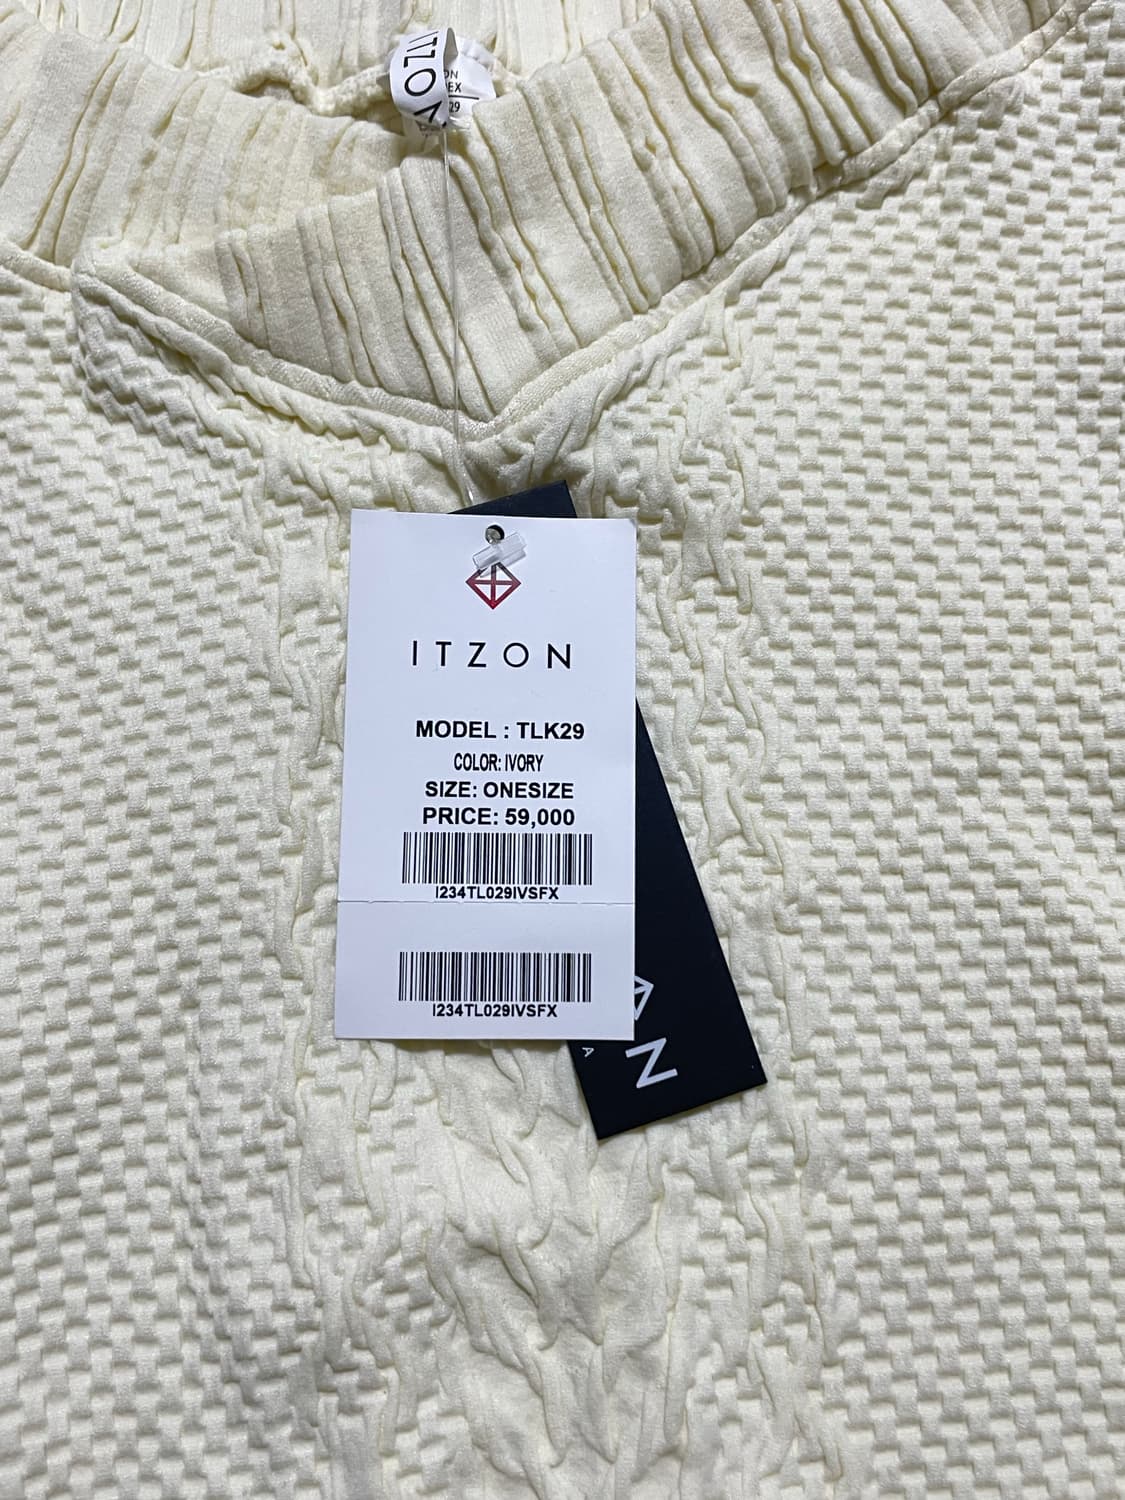 ITZON
MODEL : TLK29
COLOR: IVORY
SIZE: ONESIZE
PRICE: 59,000
I234TL029IVSFX
I234TL029IVSFX
N
A